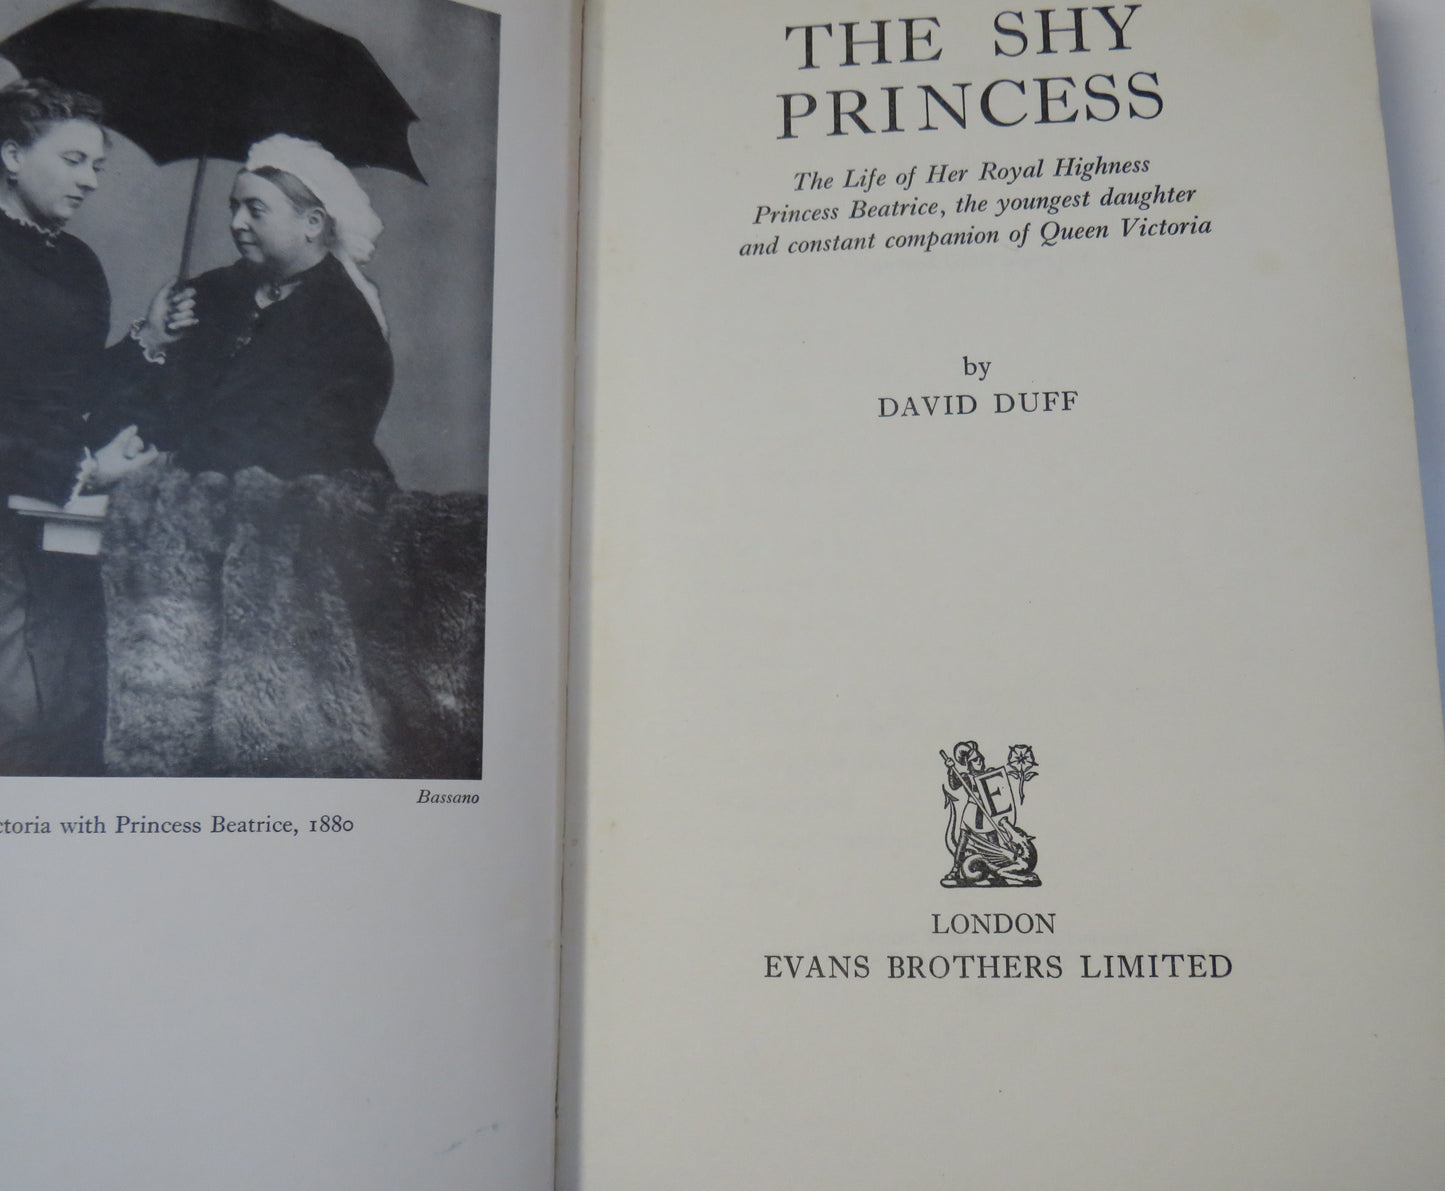 Bassano
ctoria with Princess Beatrice, 1880
THE SHY
PRINCESS
The Life of Her Royal Highness
Princess Beatrice, the youngest daughter
and constant companion of Queen Victoria
by
DAVID DUFF
E
LONDON
EVANS BROTHERS LIMITED